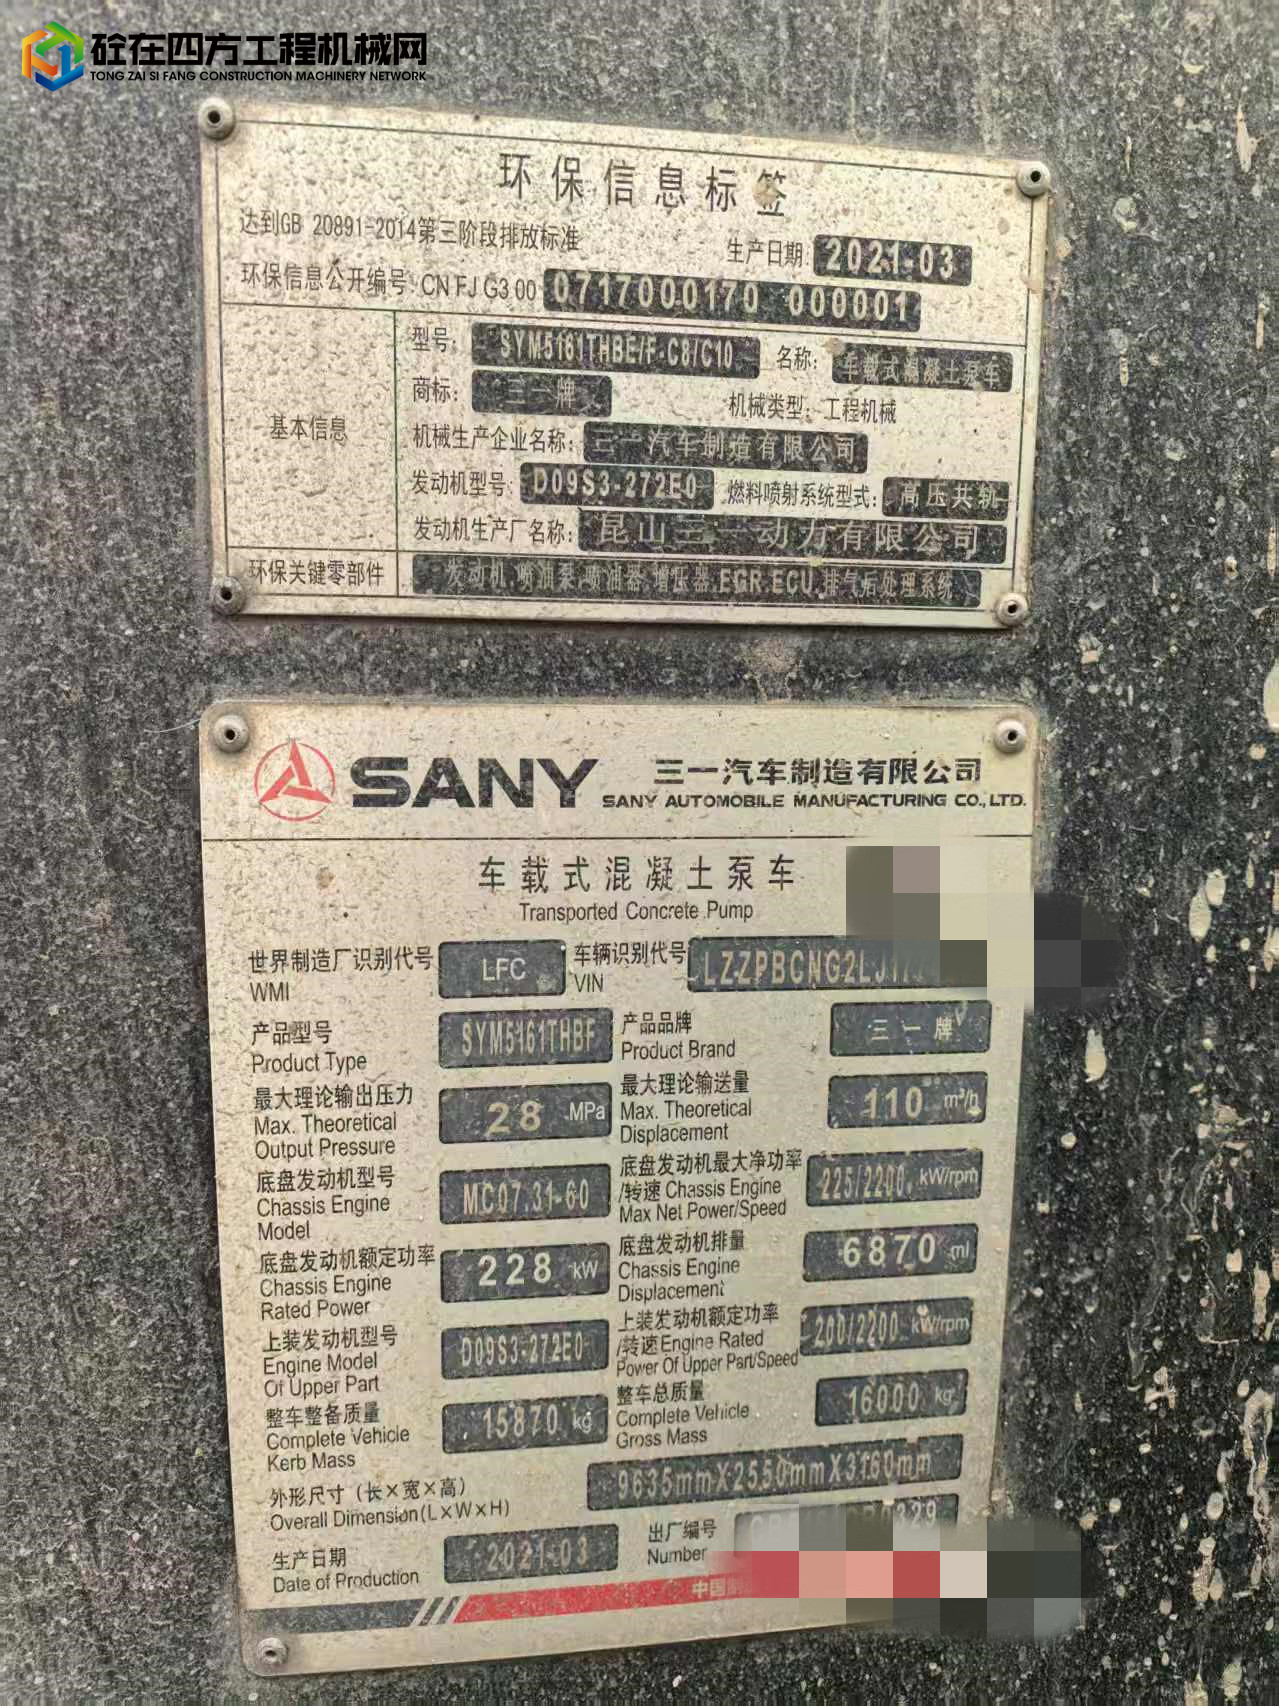 砼在四方工程机械网
TONG ZAI SI FANG CONSTRUCTION MACHINERY NETWORK
环保信息标签
达到GB 20891-2014第三阶段排放标准
生产日期: 2021-03
环保信息公开编号: CN FJ G3 00 0717000170 000001
基本信息
型号: SYM5161THBE/F-C8/C10 名称: 车载式混凝土泵车
商标: 三一牌 机械类型: 工程机械
机械生产企业名称: 三一汽车制造有限公司
发动机型号: D09S3-272E0 燃料喷射系统型式: 高压共轨
发动机生产厂名称: 昆山三一动力有限公司
环保关键零部件 发动机.喷油泵.喷油器.增压器.EGR.ECU.排气后处理系统
SANY 三一汽车制造有限公司
SANY AUTOMOBILE MANUFACTURING CO., LTD.
车载式混凝土泵车
Transported Concrete Pump
世界制造厂识别代号 LFC 车辆识别代号 LZZPBCNG2LJ
WMI VIN
产品型号 SYM5161THBF 产品品牌 三一牌
Product Type Product Brand
最大理论输出压力 28 MPa 最大理论输送量 110 m³/h
Max. Theoretical Max. Theoretical
Output Pressure Displacement
底盘发动机型号 MC07.31-60 底盘发动机最大净功率 225/2200 kW/rpm
Chassis Engine /转速 Chassis Engine
Model Max Net Power/Speed
底盘发动机额定功率 228 kW 底盘发动机排量 6870 ml
Chassis Engine Chassis Engine
Rated Power Displacement
上装发动机型号 D09S3-272E0 上装发动机额定功率 200/2200 kW/rpm
Engine Model /转速 Engine Rated
Of Upper Part Power Of Upper Part/Speed
整车整备质量 15870 kg 整车总质量 16000 kg
Complete Vehicle Complete Vehicle
Kerb Mass Gross Mass
外形尺寸 (长×宽×高) 9635mmX2550mmX3160mm
Overall Dimension(L×W×H)
生产日期 2021-03 出厂编号
Date of Production Number
中国